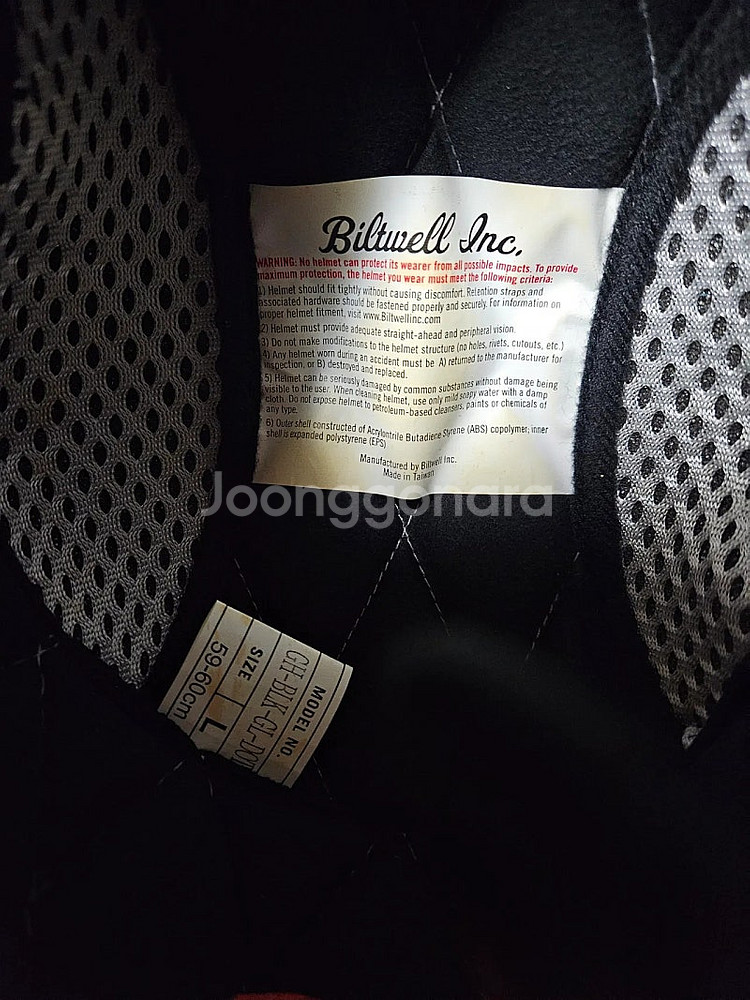 Biltwell Inc.
WARNING: No helmet can protect its wearer from all possible impacts. To provide
maximum protection, the helmet you wear must meet the following criteria:
1) Helmet should fit tightly without causing discomfort. Retention straps and
associated hardware should be fastened properly and securely. For information on
proper helmet fitment, visit www.Biltwellinc.com
2) Helmet must provide adequate straight-ahead and peripheral vision.
3) Do not make modifications to the helmet structure (no holes, rivets, cutouts, etc.)
4) Any helmet worn during an accident must be A) returned to the manufacturer for
inspection, or B) destroyed and replaced.
5) Helmet can be seriously damaged by common substances without damage being
visible to the user. When cleaning helmet, use only mild soapy water with a damp
cloth. Do not expose helmet to petroleum-based cleansers, paints or chemicals of
any type.
6) Outer shell constructed of Acrylontrile Butadiene Styrene (ABS) copolymer; inner
shell is expanded polystyrene (EPS)
Manufactured by Biltwell Inc.
Made in Taiwan
Joonggonara
MODEL NO.
GH-BLK-GL-DOT
SIZE
L
59-60cm